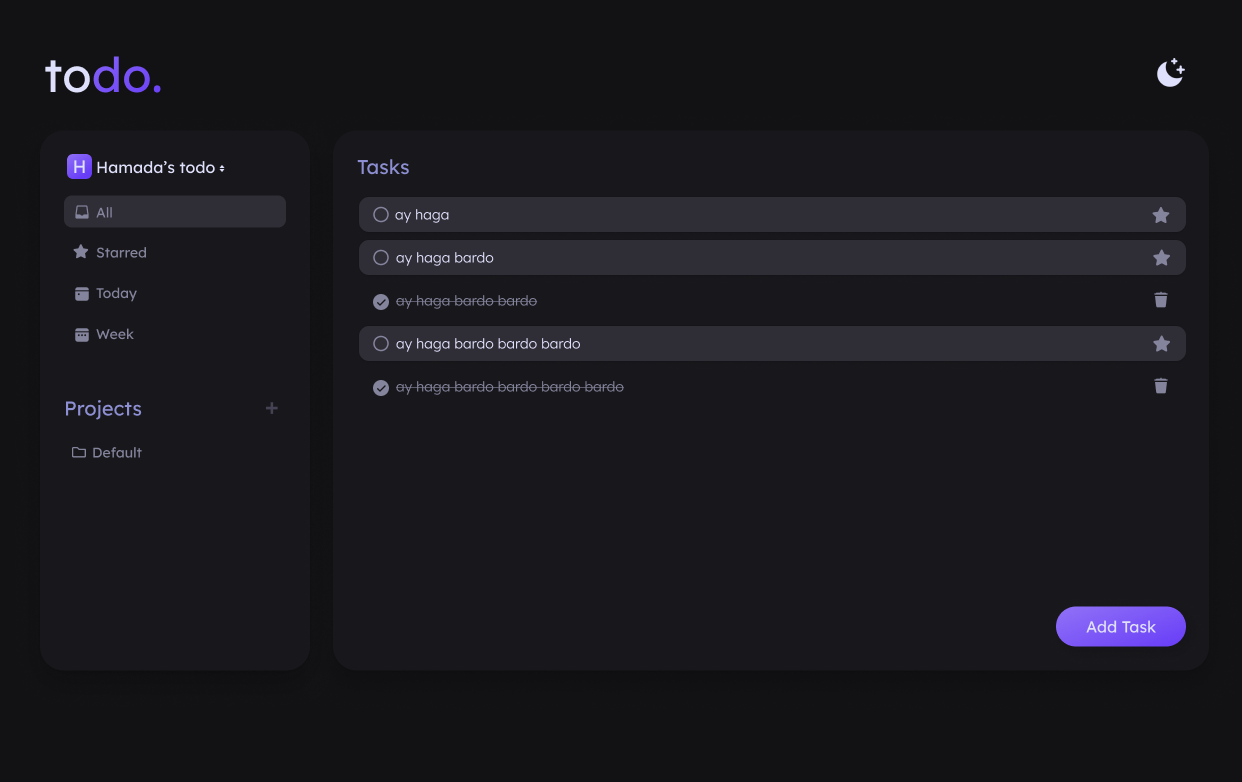 todo.
H Hamada’s todo
All
Starred
Today
Week
Projects +
Default
Tasks
ay haga
ay haga bardo
ay haga bardo bardo
ay haga bardo bardo bardo
ay haga bardo bardo bardo bardo
Add Task